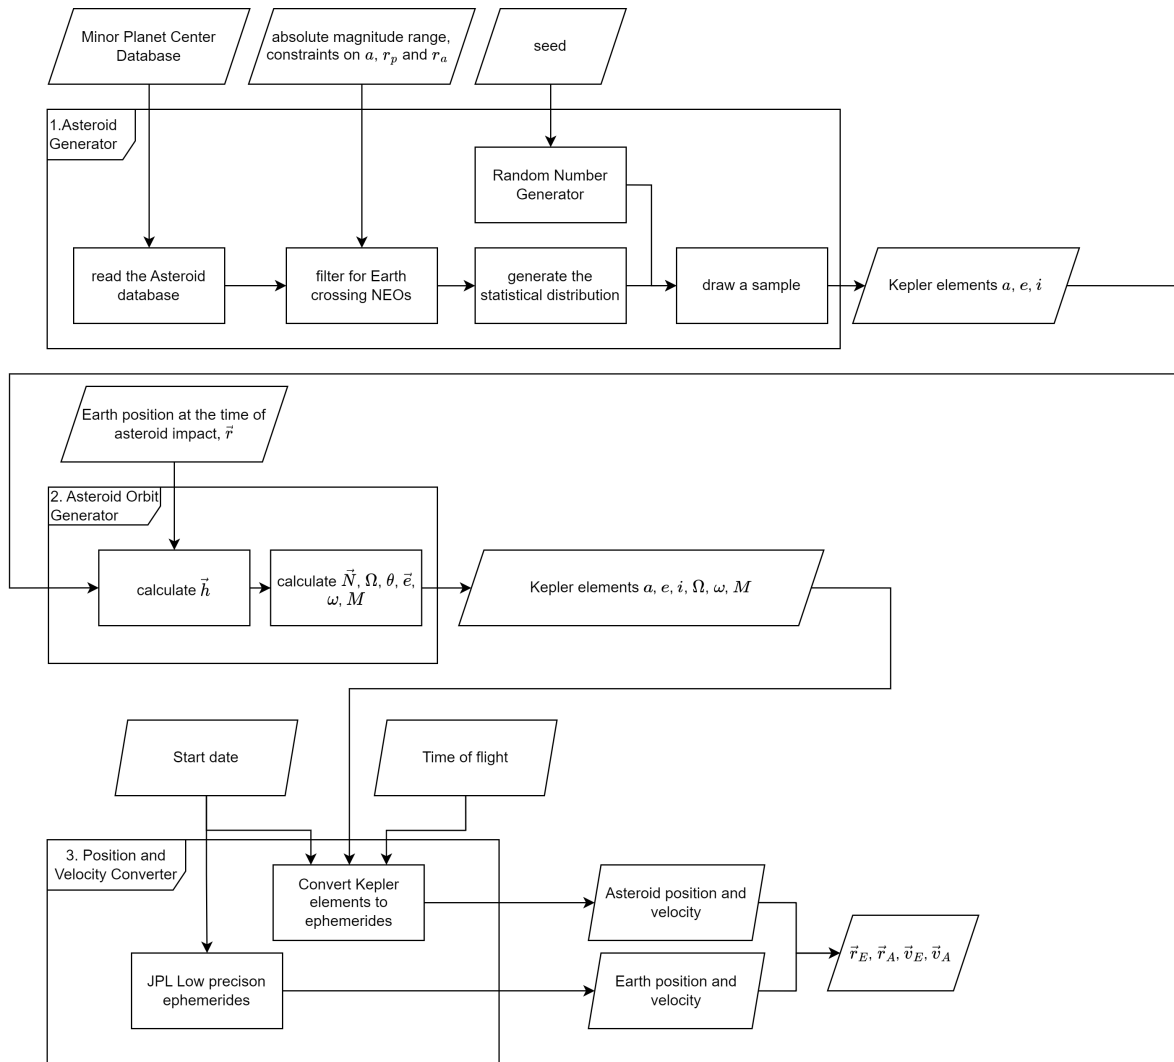 Minor Planet Center
Database
absolute magnitude range,
constraints on a, r_p and r_a
seed
1.Asteroid
Generator
Random Number
Generator
read the Asteroid
database
filter for Earth
crossing NEOs
generate the
statistical distribution
draw a sample
Kepler elements a, e, i
Earth position at the time of
asteroid impact, r⃗
2. Asteroid Orbit
Generator
calculate h⃗
calculate N⃗, Ω, θ, e⃗,
ω, M
Kepler elements a, e, i, Ω, ω, M
Start date
Time of flight
3. Position and
Velocity Converter
Convert Kepler
elements to
ephemerides
Asteroid position and
velocity
JPL Low precison
ephemerides
Earth position and
velocity
r⃗_E, r⃗_A, v⃗_E, v⃗_A